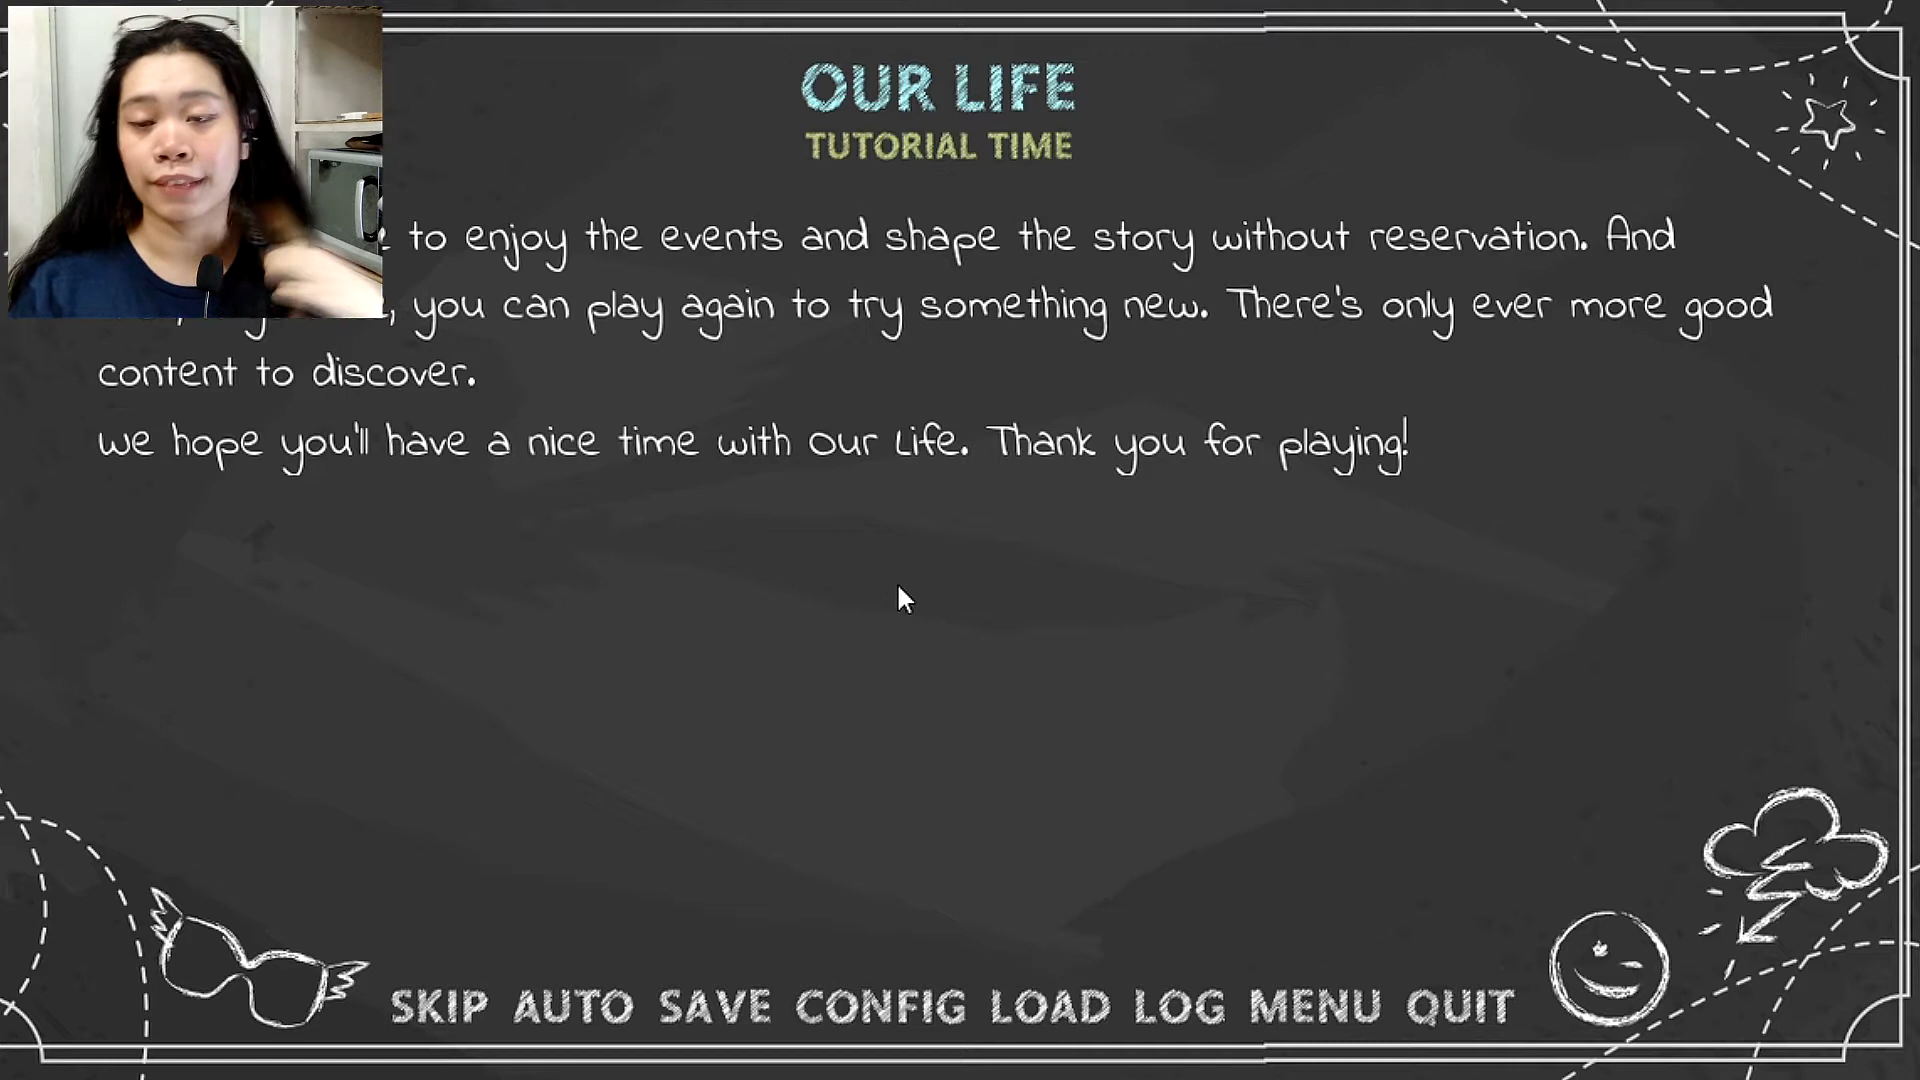 OUR LIFE
TUTORIAL TIME
to enjoy the events and shape the story without reservation. And
you can play again to try something new. There's only ever more good
content to discover.
We hope you'll have a nice time with Our Life. Thank you for playing!
SKIP AUTO SAVE CONFIG LOAD LOG MENU QUIT